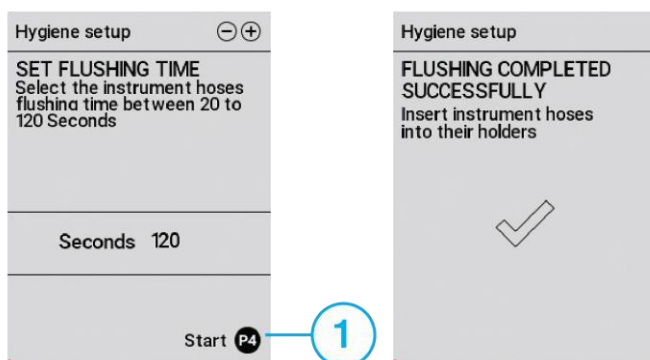 Hygiene setup
SET FLUSHING TIME
Select the instrument hoses
flushing time between 20 to
120 Seconds
Seconds 120
Start P4
1
Hygiene setup
FLUSHING COMPLETED
SUCCESSFULLY
Insert instrument hoses
into their holders